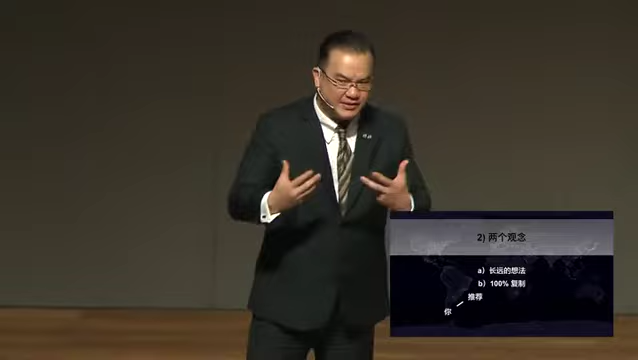 2) 两个观念
a）长远的想法
b）100% 复制
推荐
你